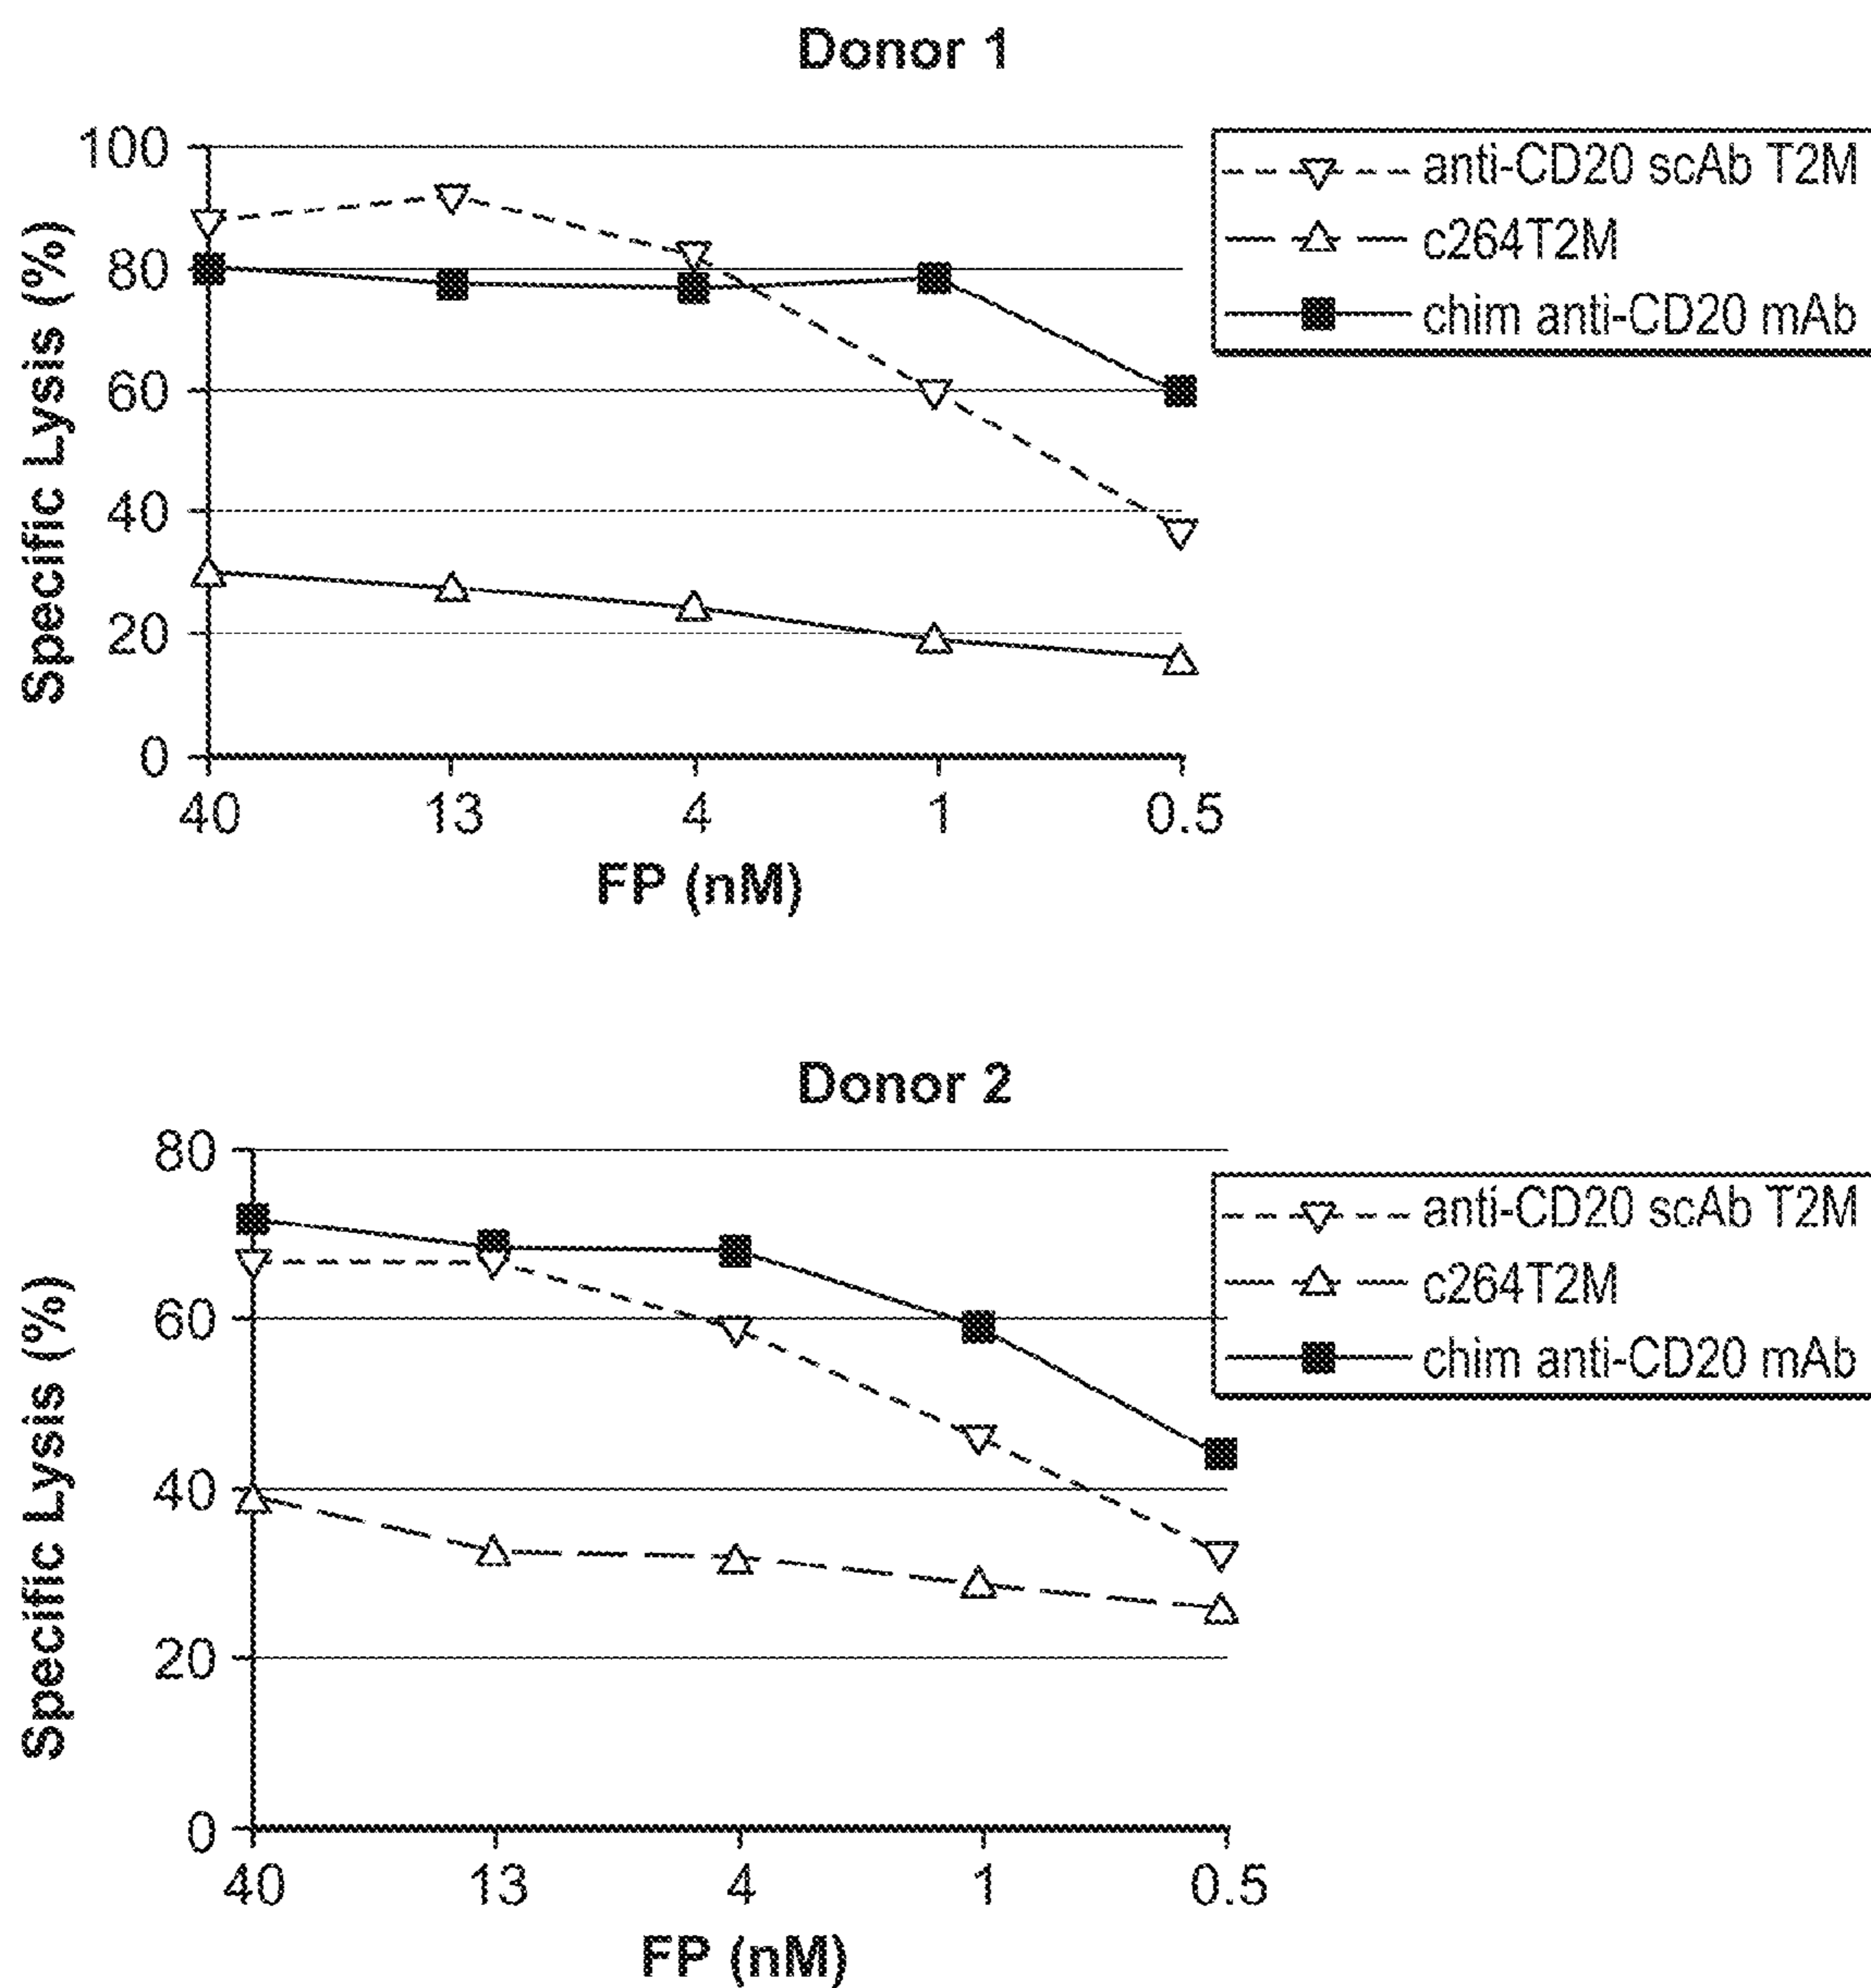 Donor 1
Specific Lysis (%)
100
80
60
40
20
0
40 13 4 1 0.5
FP (nM)
anti-CD20 scAb T2M
c264T2M
chim anti-CD20 mAb
Donor 2
Specific Lysis (%)
80
60
40
20
0
40 13 4 1 0.5
FP (nM)
anti-CD20 scAb T2M
c264T2M
chim anti-CD20 mAb